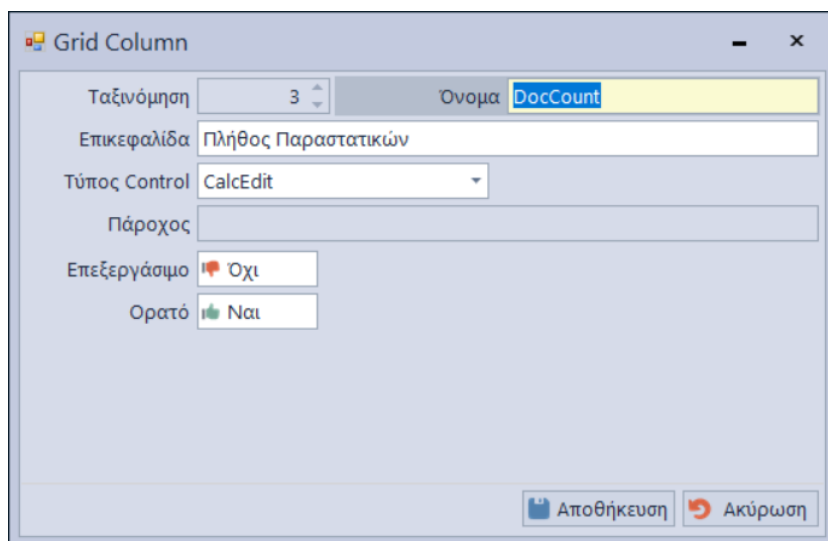 Grid Column
Ταξινόμηση 3 Όνομα DocCount
Επικεφαλίδα Πλήθος Παραστατικών
Τύπος Control CalcEdit
Πάροχος
Επεξεργάσιμο Όχι
Ορατό Ναι
Αποθήκευση Ακύρωση